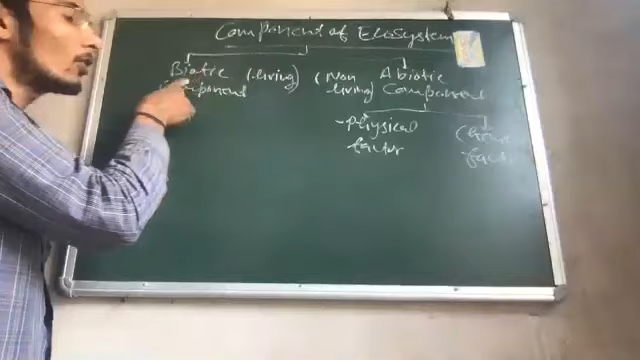 Component of EcoSystem
Biotic (living) (Non Abiotic
Component living) Component
- Physical
factor